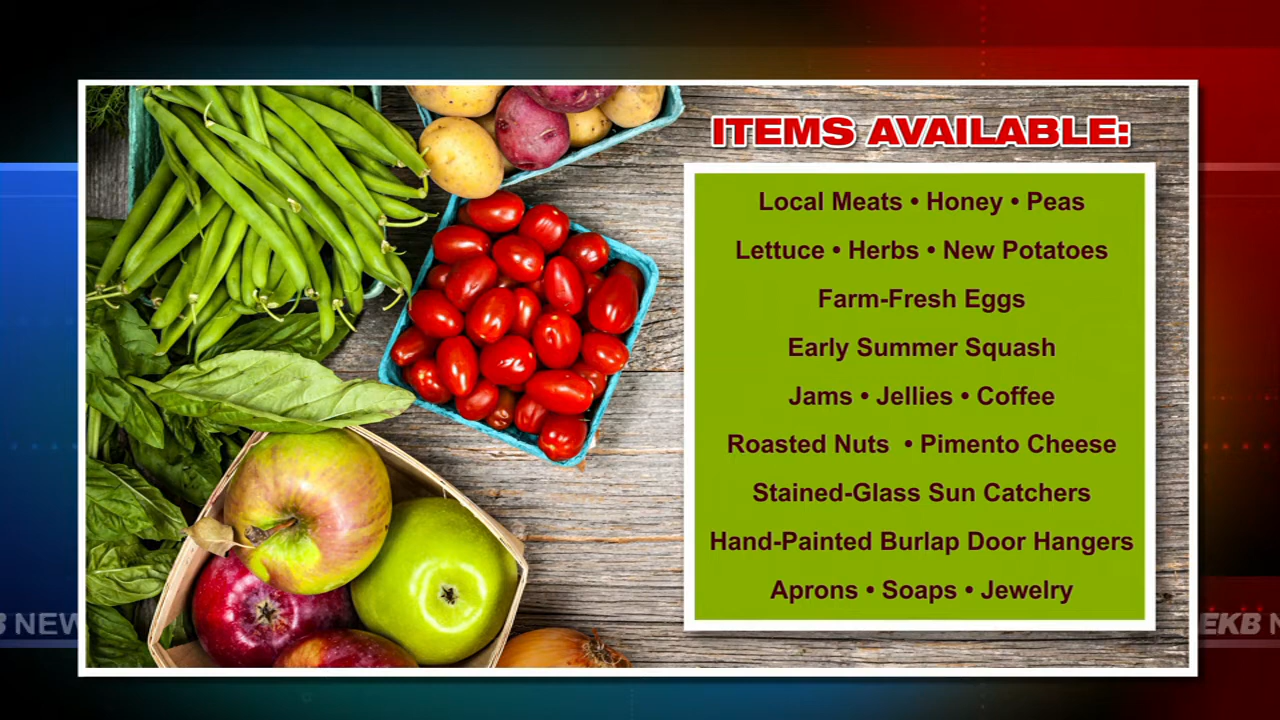 ITEMS AVAILABLE:
Local Meats • Honey • Peas
Lettuce • Herbs • New Potatoes
Farm-Fresh Eggs
Early Summer Squash
Jams • Jellies • Coffee
Roasted Nuts • Pimento Cheese
Stained-Glass Sun Catchers
Hand-Painted Burlap Door Hangers
Aprons • Soaps • Jewelry